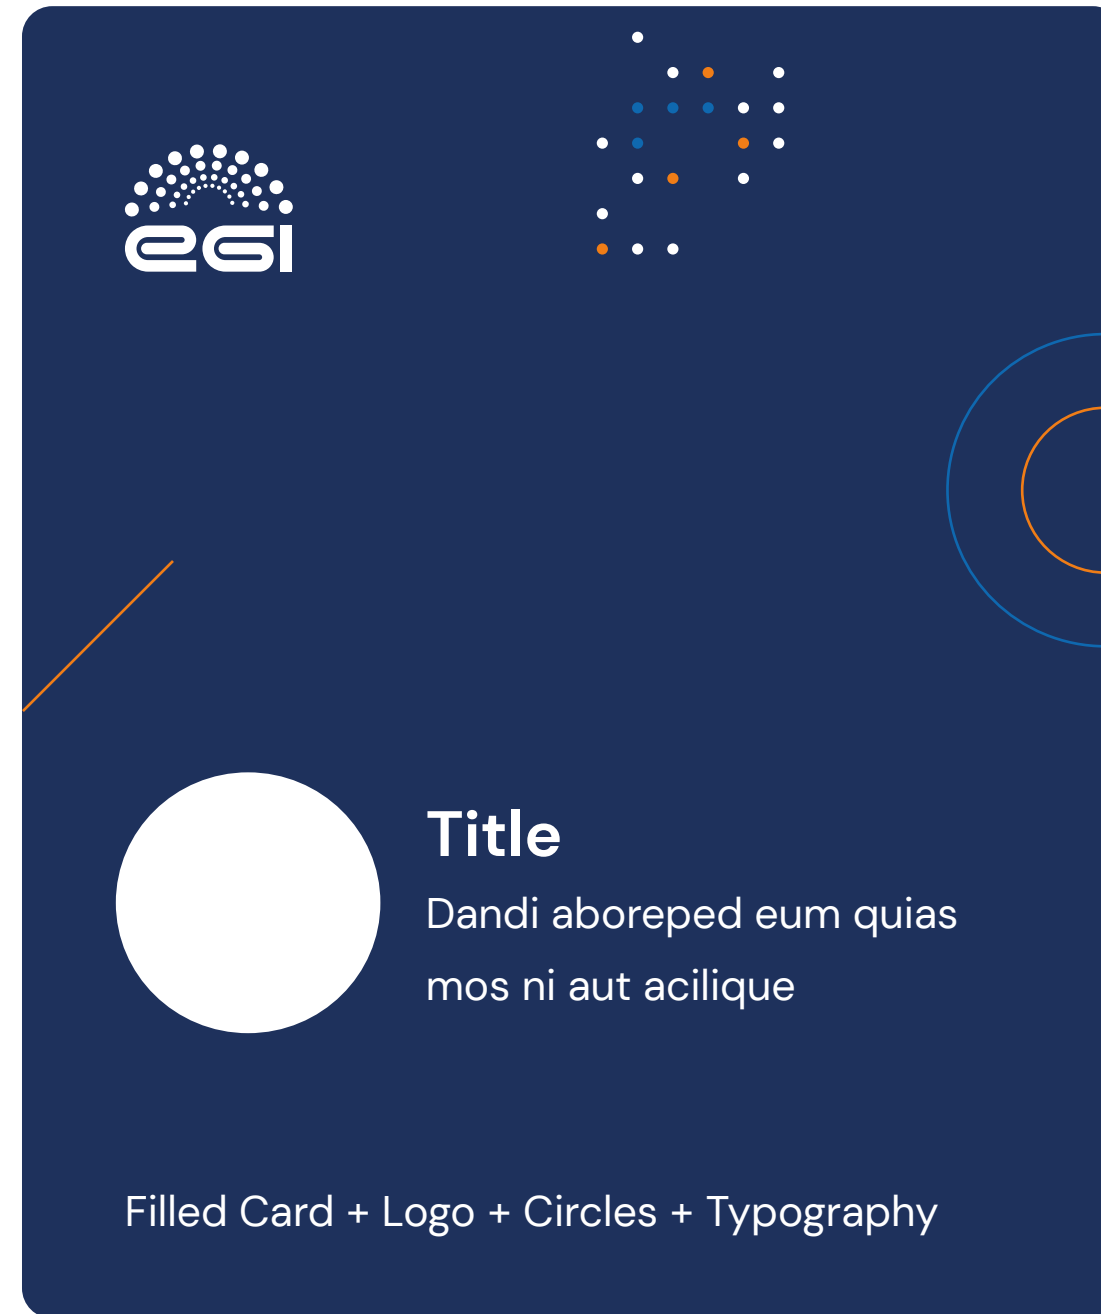 egi
Title
Dandi aboreped eum quias
mos ni aut acilique
Filled Card + Logo + Circles + Typography